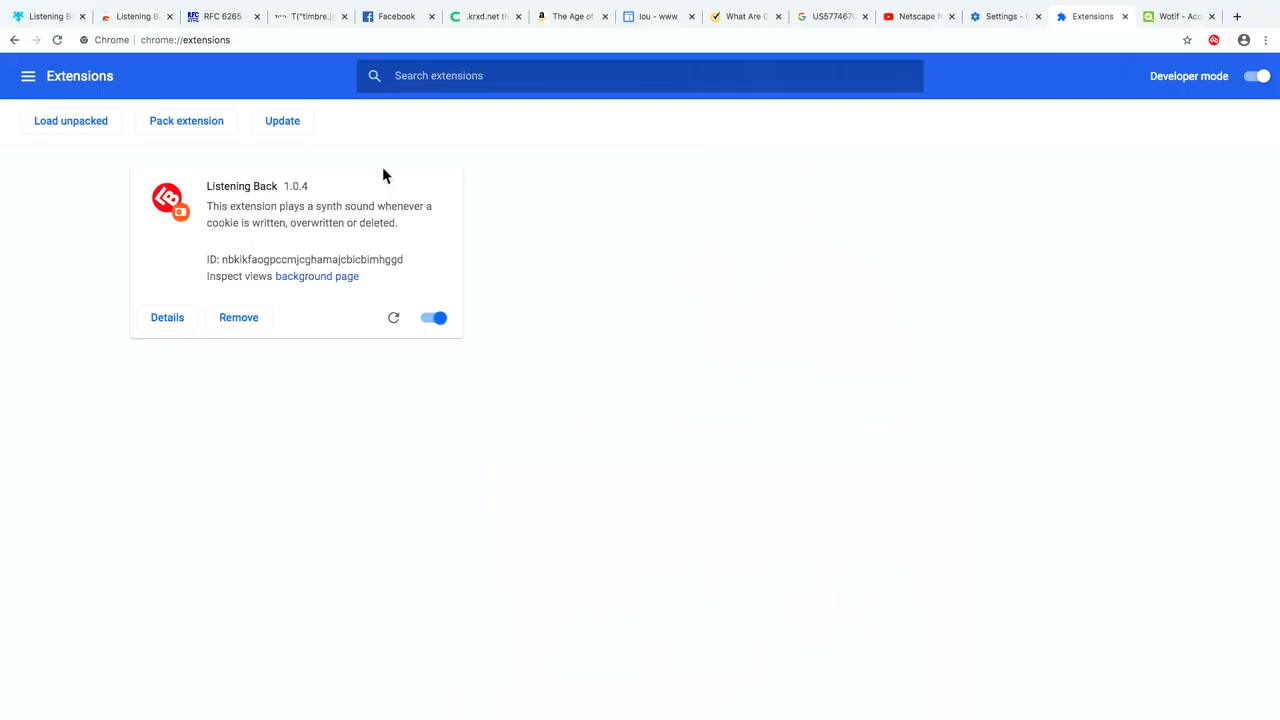 Listening B
Listening B
RFC 6265 -
T("timbre.j
Facebook
.krxd.net th
The Age of
lou - www
What Are C
US5774670
Netscape N
Settings - 
Extensions
Wotif - Acc
Chrome
chrome://extensions
Extensions
Search extensions
Developer mode
Load unpacked
Pack extension
Update
Listening Back 1.0.4
This extension plays a synth sound whenever a
cookie is written, overwritten or deleted.
ID: nbkikfaogpccmjcghamajcbicbimhggd
Inspect views background page
Details
Remove